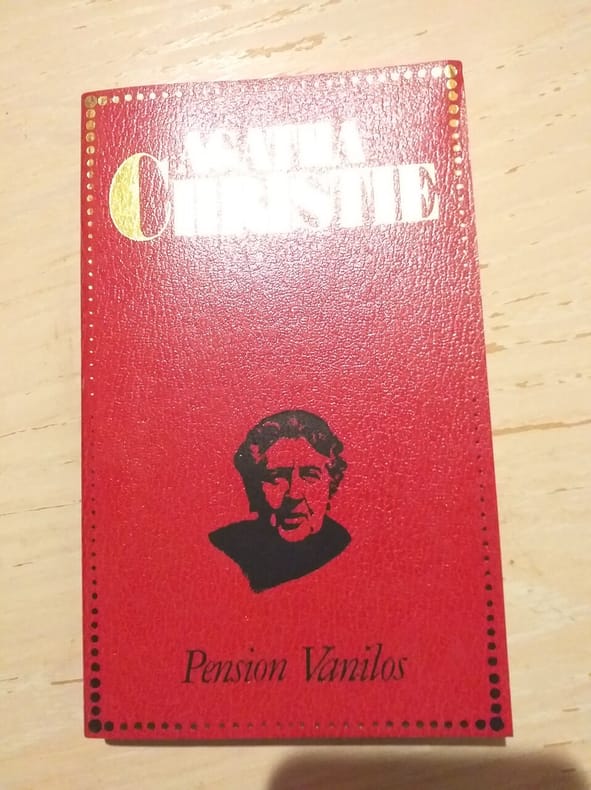 AGATHA
CHRISTIE
Pension Vanilos